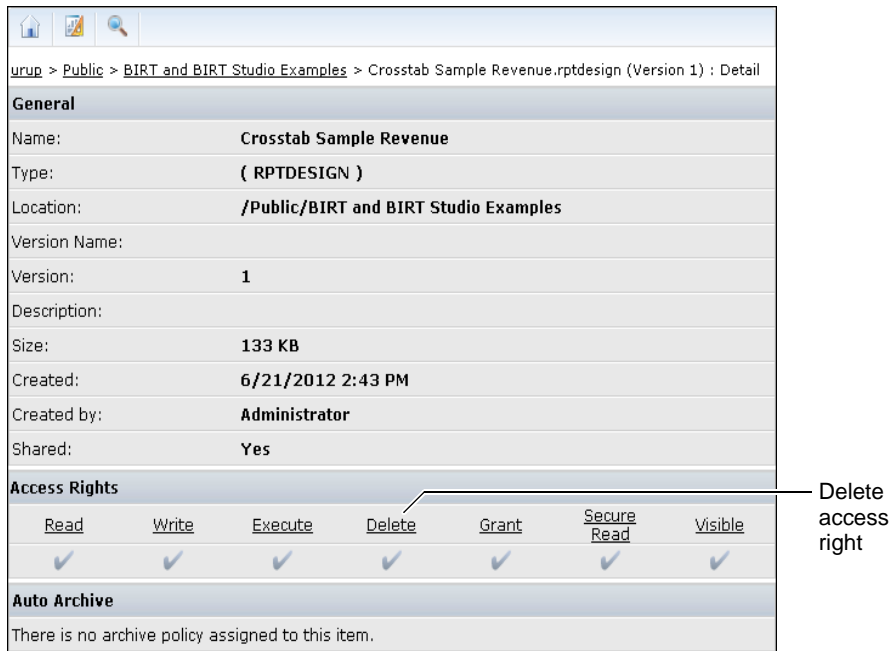 urup > Public > BIRT and BIRT Studio Examples > Crosstab Sample Revenue.rptdesign (Version 1) : Detail
General
Name: Crosstab Sample Revenue
Type: ( RPTDESIGN )
Location: /Public/BIRT and BIRT Studio Examples
Version Name:
Version: 1
Description:
Size: 133 KB
Created: 6/21/2012 2:43 PM
Created by: Administrator
Shared: Yes
Access Rights
Read Write Execute Delete Grant Secure Read Visible
Delete access right
Auto Archive
There is no archive policy assigned to this item.